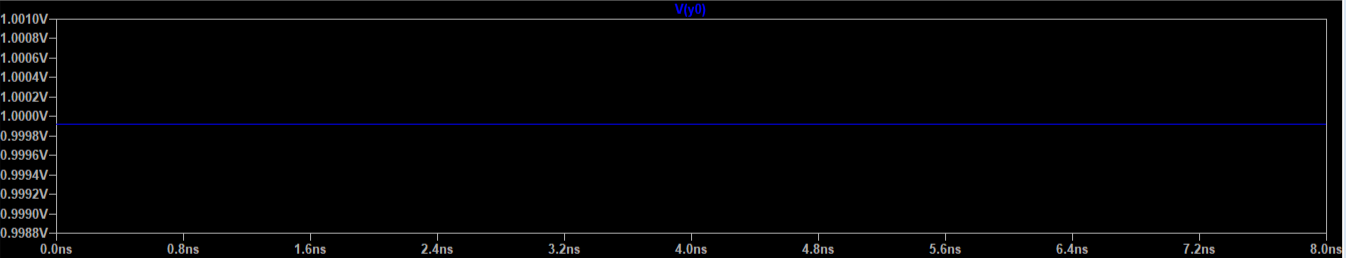 V(y0)
1.0010V
1.0008V
1.0006V
1.0004V
1.0002V
1.0000V
0.9998V
0.9996V
0.9994V
0.9992V
0.9990V
0.9988V
0.0ns 0.8ns 1.6ns 2.4ns 3.2ns 4.0ns 4.8ns 5.6ns 6.4ns 7.2ns 8.0ns